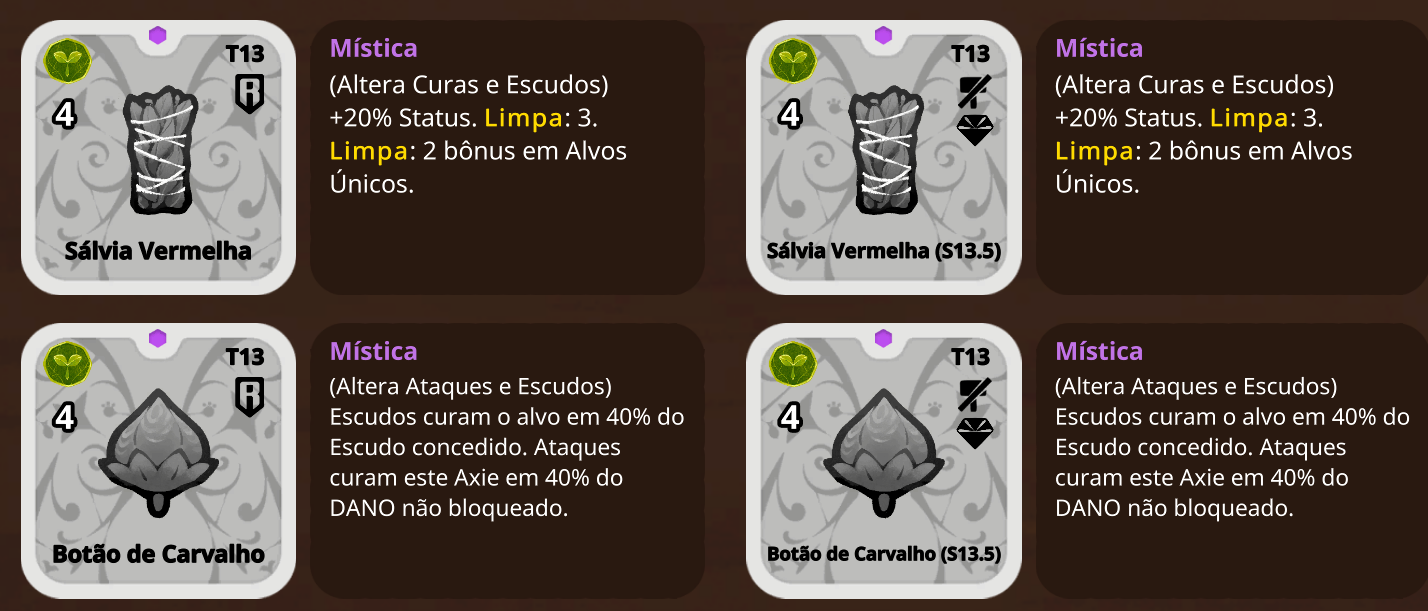 T13
4
Sálvia Vermelha
Mística
(Altera Curas e Escudos)
+20% Status. Limpa: 3.
Limpa: 2 bônus em Alvos
Únicos.
T13
4
Sálvia Vermelha (S13.5)
Mística
(Altera Curas e Escudos)
+20% Status. Limpa: 3.
Limpa: 2 bônus em Alvos
Únicos.
T13
R
4
Botão de Carvalho
Mística
(Altera Ataques e Escudos)
Escudos curam o alvo em 40% do
Escudo concedido. Ataques
curam este Axie em 40% do
DANO não bloqueado.
T13
4
Botão de Carvalho (S13.5)
Mística
(Altera Ataques e Escudos)
Escudos curam o alvo em 40% do
Escudo concedido. Ataques
curam este Axie em 40% do
DANO não bloqueado.